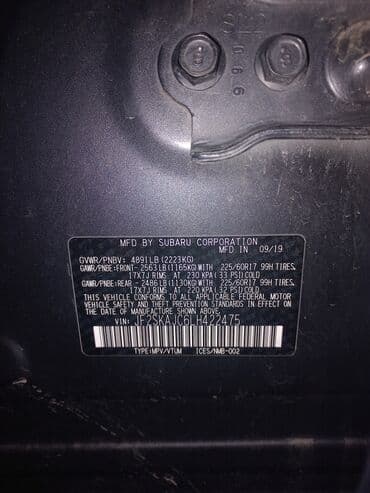 MFD BY SUBARU CORPORATION
MFD IN 09/19
GVWR/PNBV: 4891LB(2223KG)
GAWR/PNBE:FRONT- 2563LB(1165KG)WITH 225/60R17 99H TIRES,
17X7J RIMS AT 230 KPA(33 PSI)COLD
GAWR/PNBE:REAR - 2486LB(1130KG)WITH 225/60R17 99H TIRES,
17X7J RIMS AT 220 KPA(32 PSI)COLD
THIS VEHICLE CONFORMS TO ALL APPLICABLE FEDERAL MOTOR
VEHICLE SAFETY, BUMPER, AND THEFT
PREVENTION STANDARDS IN EFFECT ON THE
DATE OF MANUFACTURE SHOWN ABOVE.
VIN: JF2SKAJC6LH422475
TYPE:MPV/VTUM ICES/NMB-002